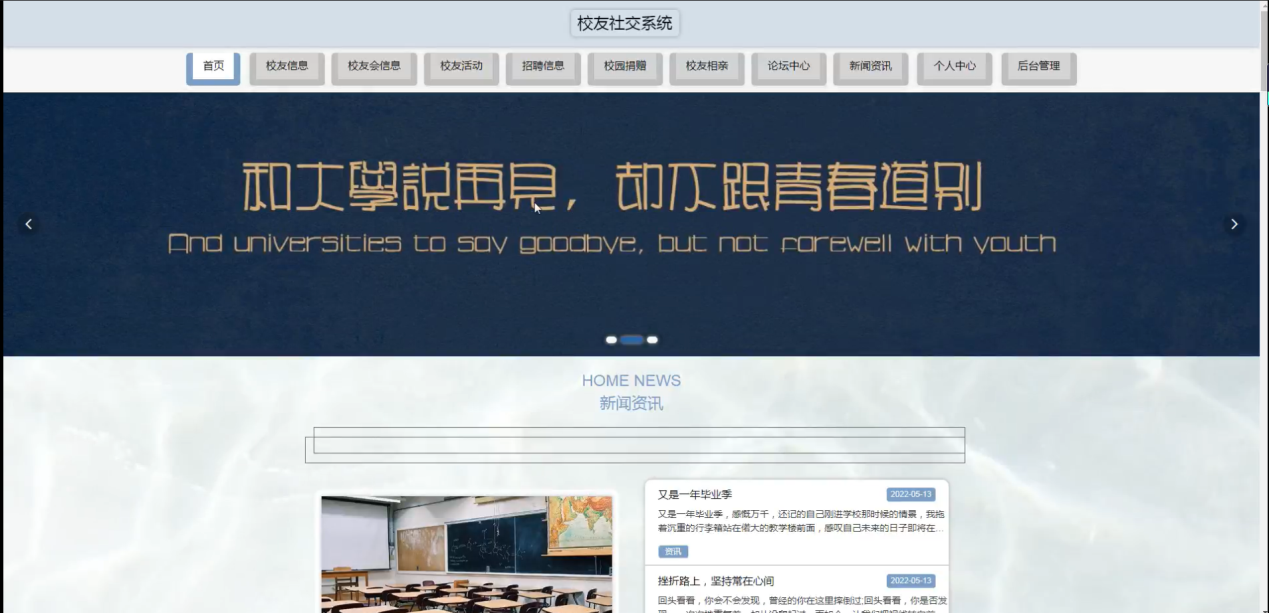 校友社交系统
首页 校友信息 校友会信息 校友活动 招聘信息 校园捐赠 校友相亲 论坛中心 新闻资讯 个人中心 后台管理
和大學説再見，却不跟青春道别
And universities to say goodbye, but not farewell with youth
HOME NEWS
新闻资讯
又是一年毕业季 2022-05-13
又是一年毕业季，感慨万千，还记的自己刚进学校那时候的情景，我拖
着沉重的行李箱站在偌大的教学楼前面，感叹自己未来的日子即将在...
资讯
挫折路上，坚持常在心间 2022-05-13
回头看看，你会不会发现，曾经的你在这里摔倒过;回头看看，你是否发